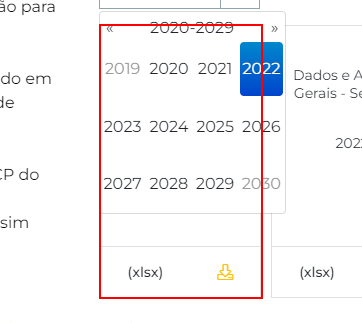 ão para
do em
de
CP do
sim
« 2020-2029 »
2019 2020 2021 2022
2023 2024 2025 2026
2027 2028 2029 2030
(xlsx)
Dados e A
Gerais - Se
2022
(xlsx)